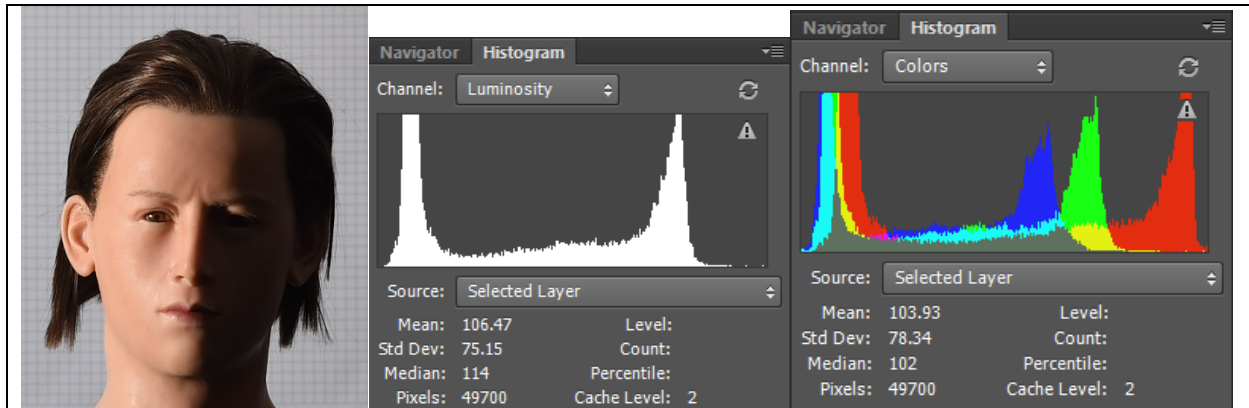 Navigator Histogram
Channel: Luminosity
Source: Selected Layer
Mean: 106.47 Level:
Std Dev: 75.15 Count:
Median: 114 Percentile:
Pixels: 49700 Cache Level: 2
Navigator Histogram
Channel: Colors
Source: Selected Layer
Mean: 103.93 Level:
Std Dev: 78.34 Count:
Median: 102 Percentile:
Pixels: 49700 Cache Level: 2